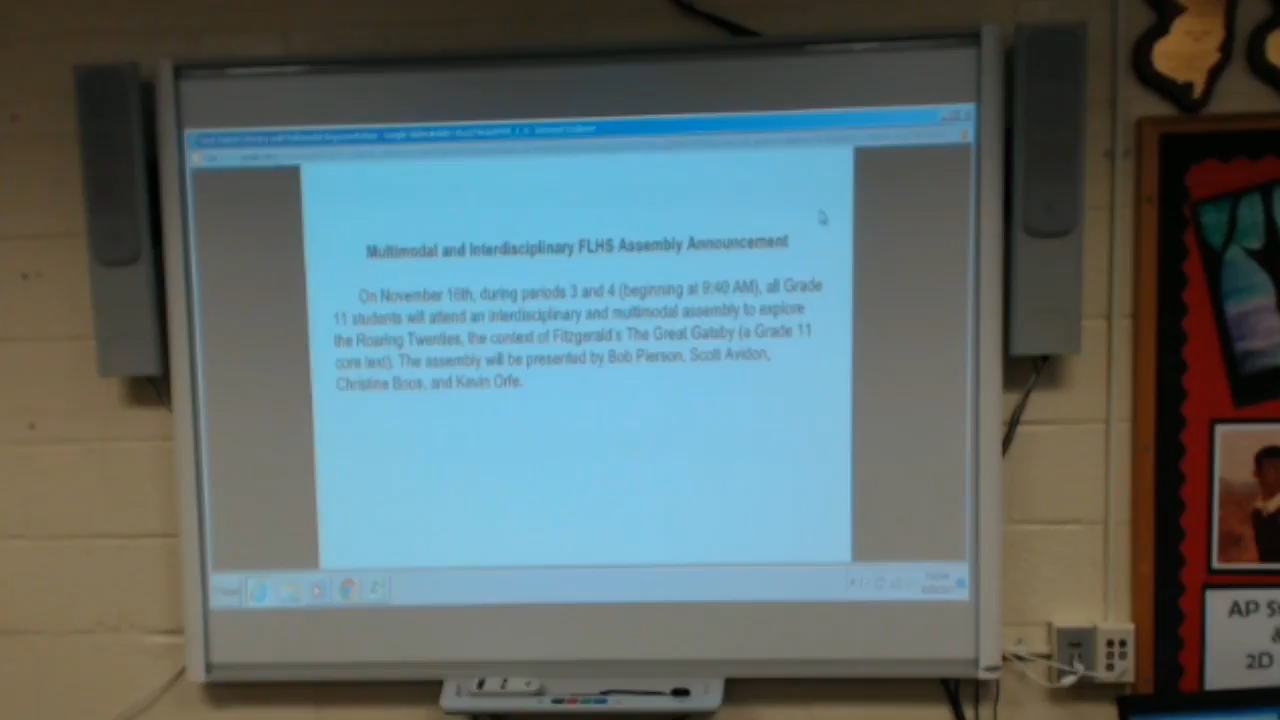 Multimodal and Interdisciplinary FLHS Assembly Announcement
On November 16th, during periods 3 and 4 (beginning at 9:40 AM), all Grade
11 students will attend an interdisciplinary and multimodal assembly to explore
the Roaring Twenties, the context of Fitzgerald's The Great Gatsby (a Grade 11
core text). The assembly will be presented by Bob Pierson, Scott Avidon,
Christine Boos, and Kevin Orfe.
AP
2D